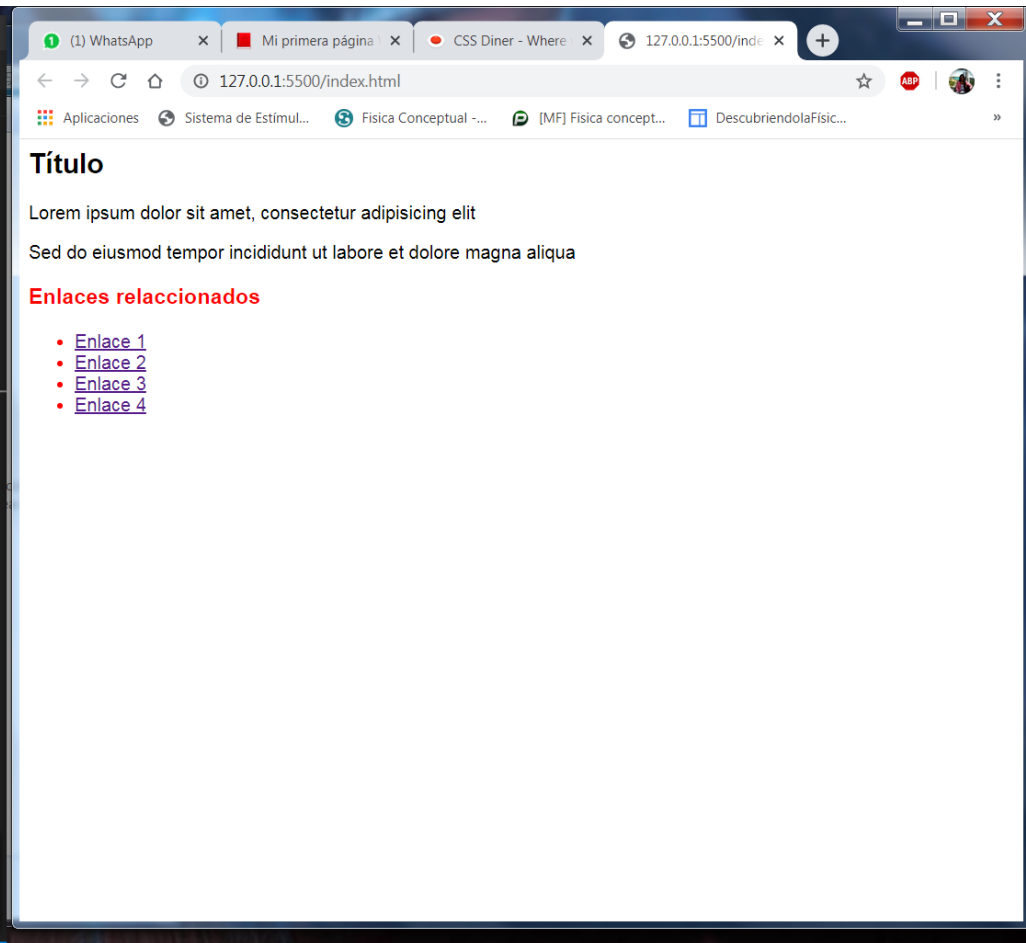 1 (1) WhatsApp Mi primera página CSS Diner - Where 127.0.0.1:5500/inde
127.0.0.1:5500/index.html ABP
Aplicaciones Sistema de Estímul... Fisica Conceptual -... [MF] Fisica concept... DescubriendolaFísic... »
Título
Lorem ipsum dolor sit amet, consectetur adipisicing elit
Sed do eiusmod tempor incididunt ut labore et dolore magna aliqua
Enlaces relaccionados
Enlace 1
Enlace 2
Enlace 3
Enlace 4